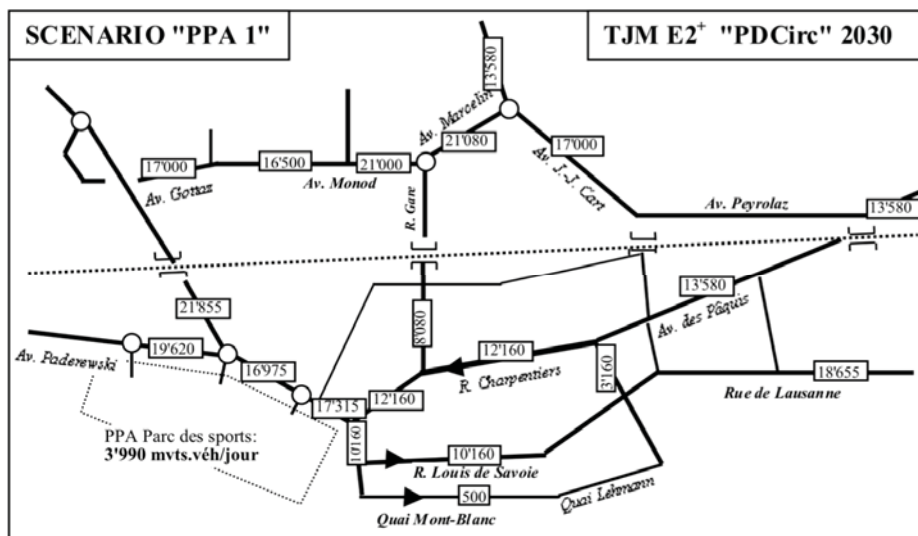 SCENARIO "PPA 1"
TJM E2+ "PDCirc" 2030
13'580
Av. Marcelin
21'080
17'000
16'500
21'000
17'000
Av. Gonaz
Av. Monod
R. Gare
Av. J.-J. Cart
Av. Peyrolaz
13'580
21'855
8'080
13'580
Av. des Pâquis
19'620
Av. Paderewski
16'975
12'160
R. Charpentiers
3'160
18'655
Rue de Lausanne
17'315
12'160
PPA Parc des sports:
3'990 mvts.véh/jour
10'160
10'160
R. Louis de Savoie
500
Quai Mont-Blanc
Quai Lehmann